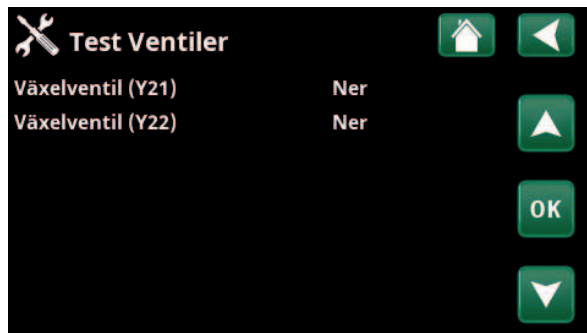 Test Ventiler
Växelventil (Y21) Ner
Växelventil (Y22) Ner
OK